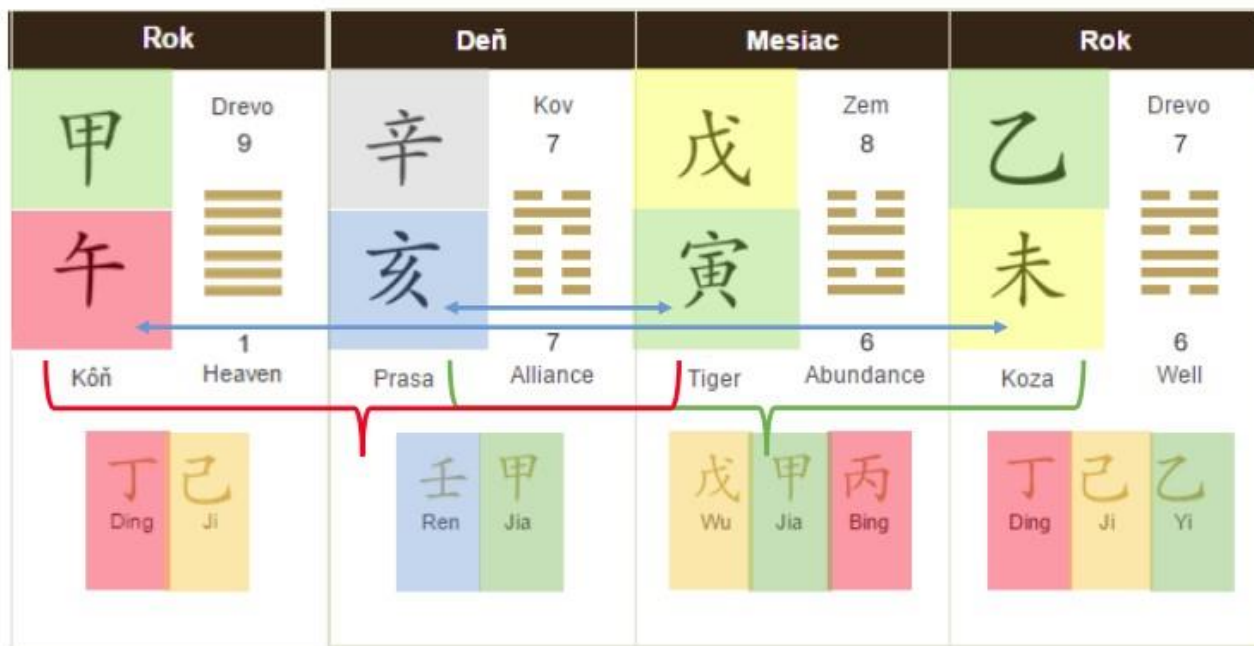 Rok Deň Mesiac Rok
甲 Drevo 9 辛 Kov 7 戊 Zem 8 乙 Drevo 7
午 亥 寅 未
1 7 6 6
Kôň Heaven Prasa Alliance Tiger Abundance Koza Well
丁 己 壬 甲 戊 甲 丙 丁 己 乙
Ding Ji Ren Jia Wu Jia Bing Ding Ji Yi